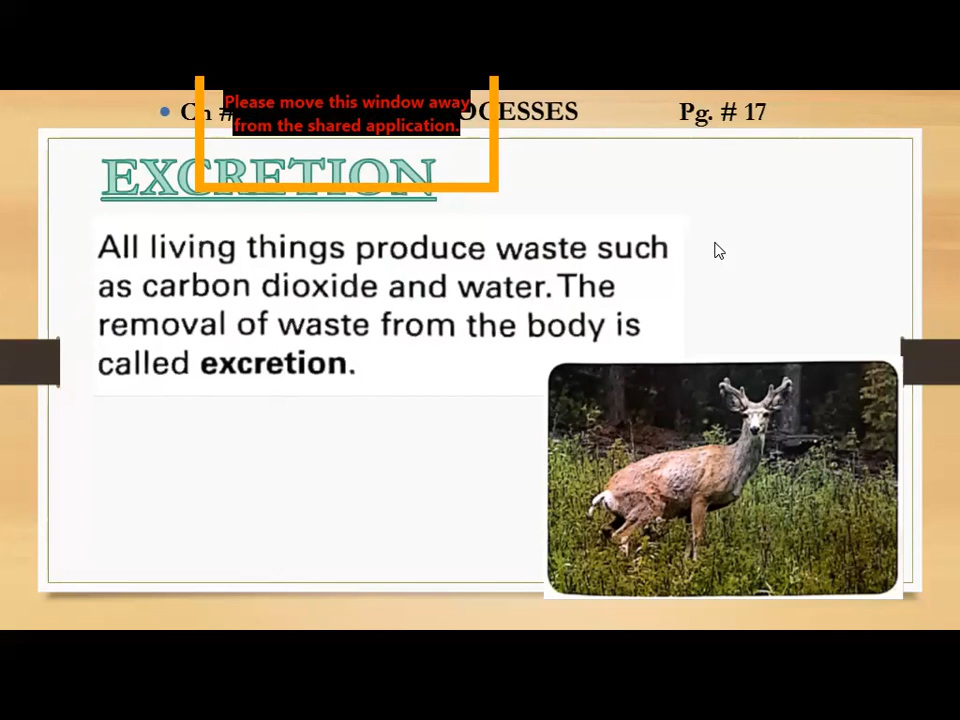 Please move this window away
from the shared application.
Ch # OCESSES Pg. # 17
EXCRETION
All living things produce waste such
as carbon dioxide and water. The
removal of waste from the body is
called excretion.